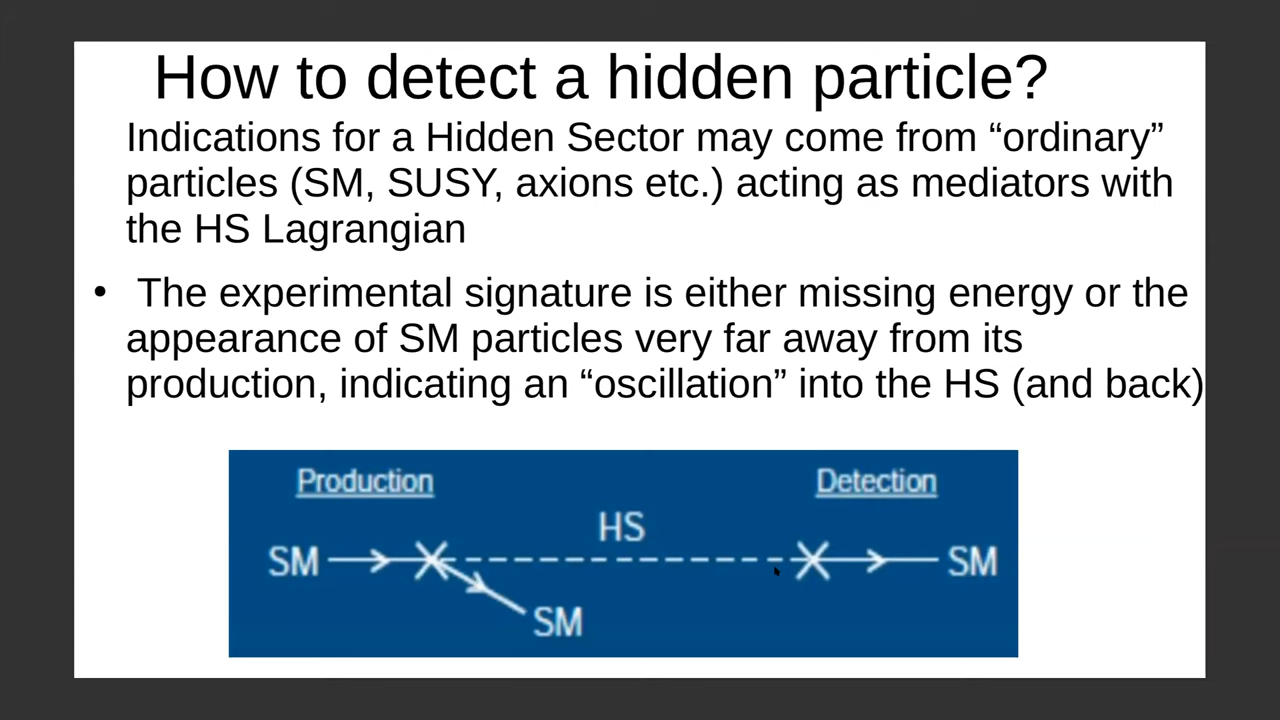 How to detect a hidden particle?
Indications for a Hidden Sector may come from “ordinary”
particles (SM, SUSY, axions etc.) acting as mediators with
the HS Lagrangian
• The experimental signature is either missing energy or the
appearance of SM particles very far away from its
production, indicating an “oscillation” into the HS (and back)
Production
Detection
HS
SM
SM
SM